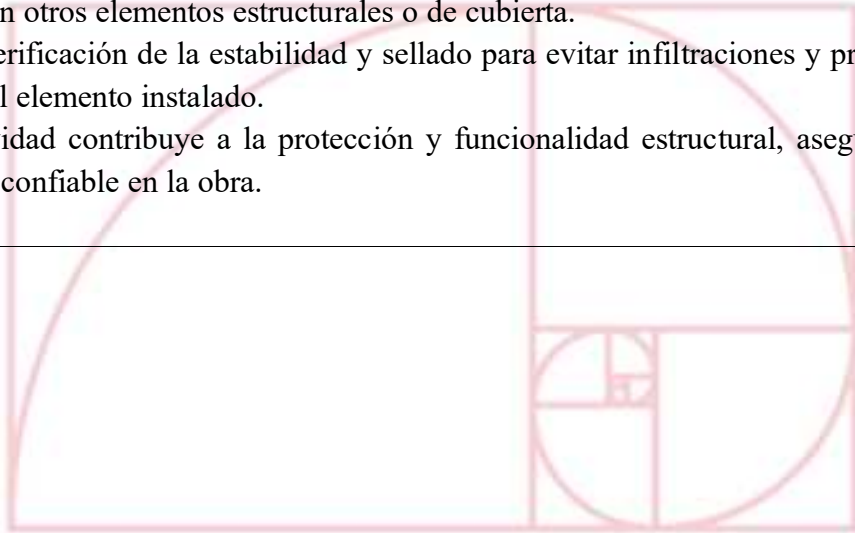 n otros elementos estructurales o de cubierta.
erificación de la estabilidad y sellado para evitar infiltraciones y pr
l elemento instalado.
idad contribuye a la protección y funcionalidad estructural, aseg
confiable en la obra.